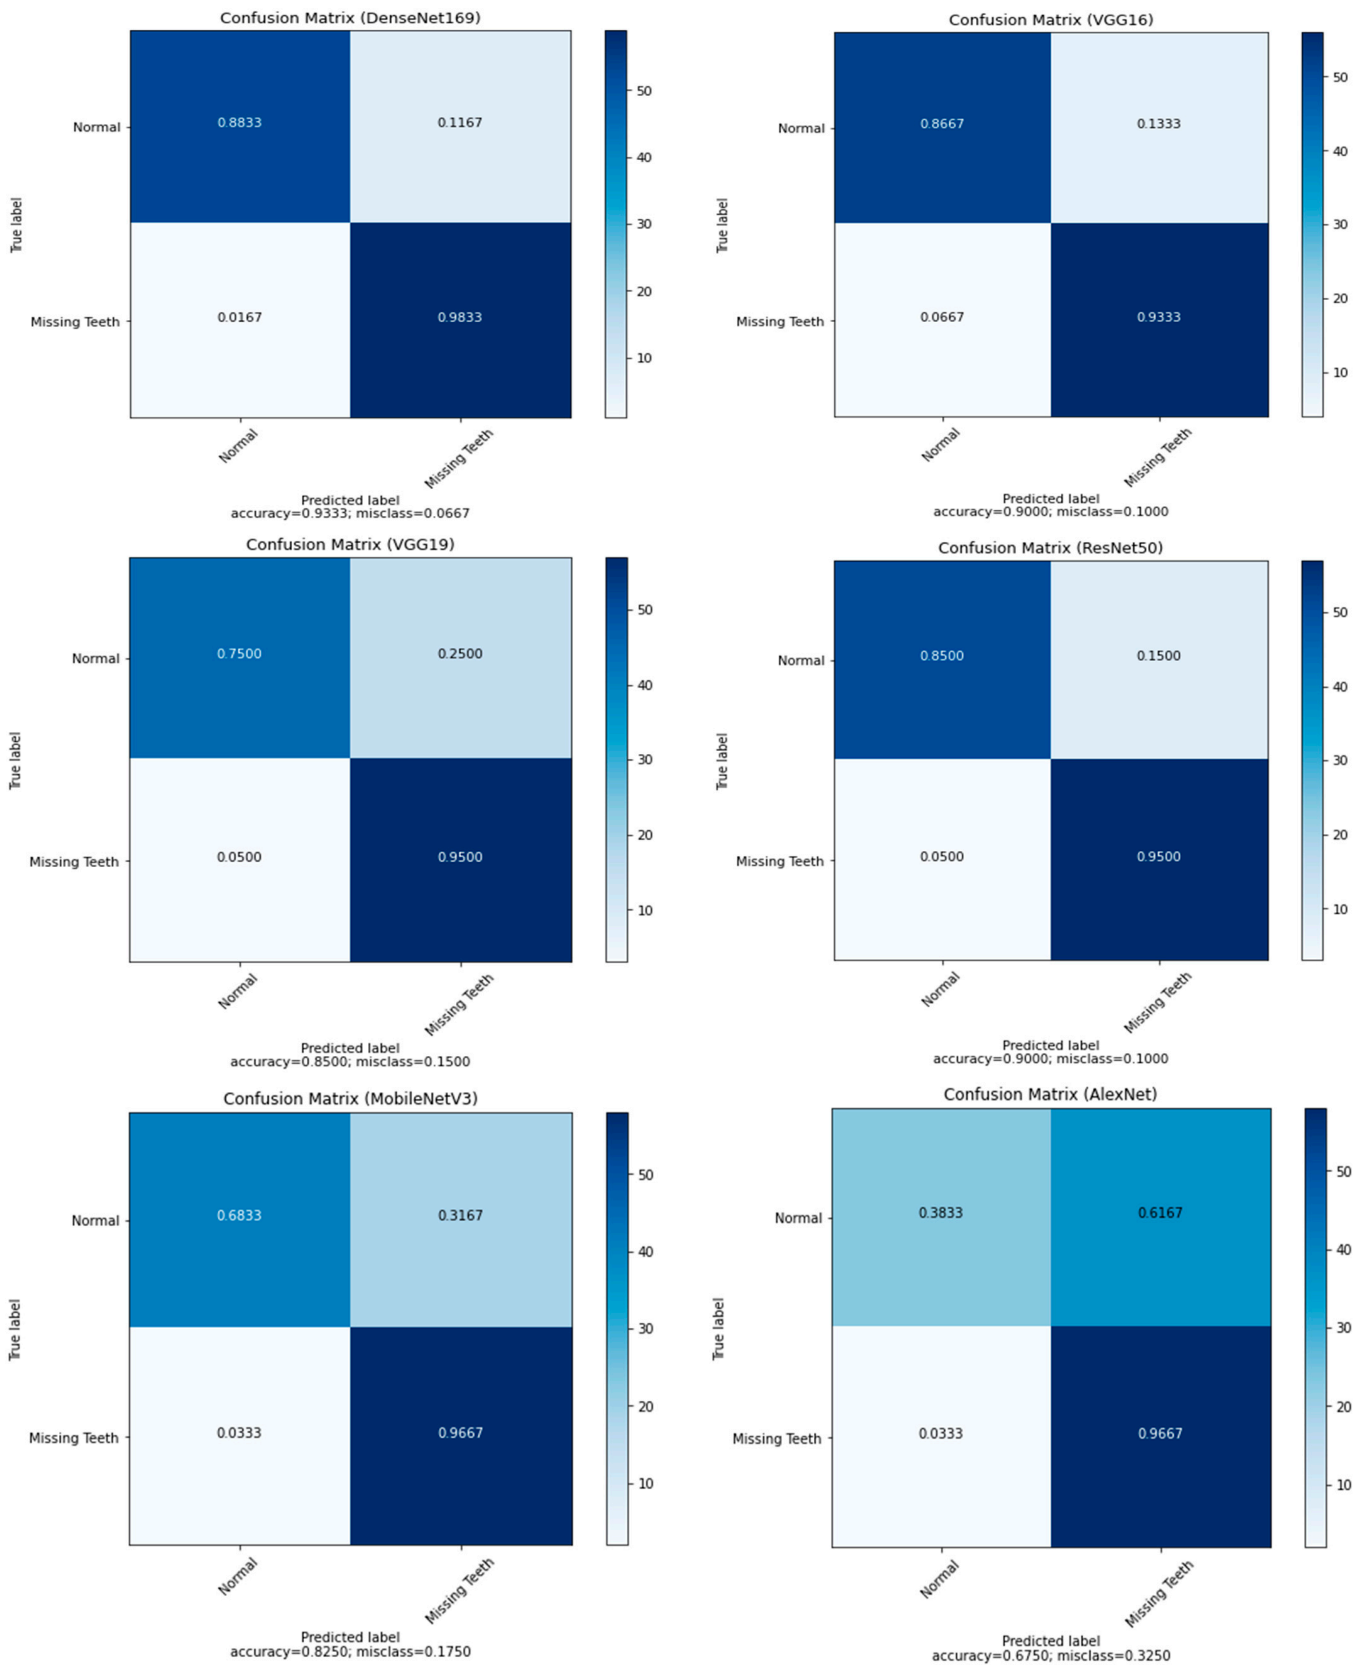 Confusion Matrix (DenseNet169)
True label
Normal
0.8833
0.1167
Missing Teeth
0.0167
0.9833
50
40
30
20
10
Normal
Missing Teeth
Predicted label
accuracy=0.9333; misclass=0.0667
Confusion Matrix (VGG16)
True label
Normal
0.8667
0.1333
Missing Teeth
0.0667
0.9333
50
40
30
20
10
Normal
Missing Teeth
Predicted label
accuracy=0.9000; misclass=0.1000
Confusion Matrix (VGG19)
True label
Normal
0.7500
0.2500
Missing Teeth
0.0500
0.9500
50
40
30
20
10
Normal
Missing Teeth
Predicted label
accuracy=0.8500; misclass=0.1500
Confusion Matrix (ResNet50)
True label
Normal
0.8500
0.1500
Missing Teeth
0.0500
0.9500
50
40
30
20
10
Normal
Missing Teeth
Predicted label
accuracy=0.9000; misclass=0.1000
Confusion Matrix (MobileNetV3)
True label
Normal
0.6833
0.3167
Missing Teeth
0.0333
0.9667
50
40
30
20
10
Normal
Missing Teeth
Predicted label
accuracy=0.8250; misclass=0.1750
Confusion Matrix (AlexNet)
True label
Normal
0.3833
0.6167
Missing Teeth
0.0333
0.9667
50
40
30
20
10
Normal
Missing Teeth
Predicted label
accuracy=0.6750; misclass=0.3250